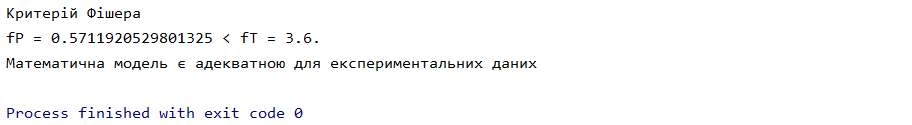 Критерій Фішера
fP = 0.5711920529801325 < fT = 3.6.
Математична модель є адекватною для експериментальних даних
Process finished with exit code 0